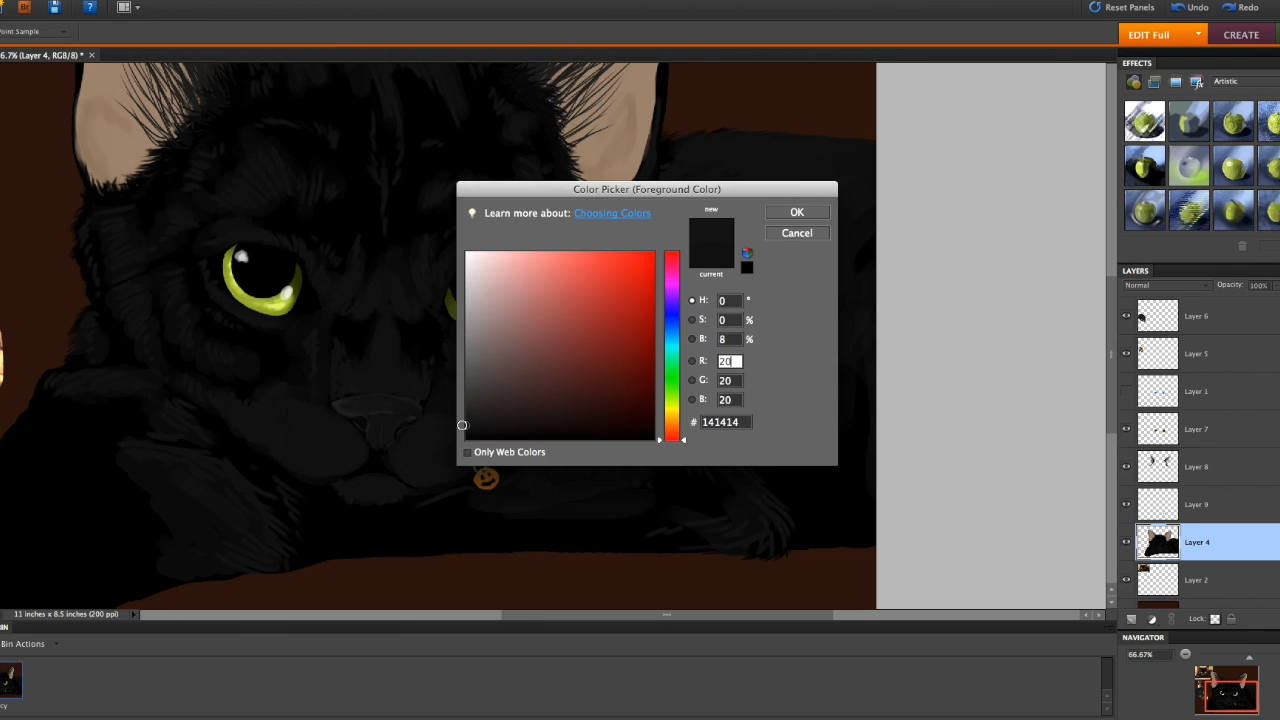 Br
?
Reset Panels
Undo
Redo
Point Sample
EDIT Full
CREATE
6.7% (Layer 4, RGB/8) *
EFFECTS
Artistic
Color Picker (Foreground Color)
Learn more about: Choosing Colors
new
current
OK
Cancel
H: 0 °
S: 0 %
B: 8 %
R: 20
G: 20
B: 20
# 141414
Only Web Colors
LAYERS
Normal
Opacity: 100%
Layer 6
Layer 5
Layer 1
Layer 7
Layer 8
Layer 9
Layer 4
Layer 2
Lock:
11 inches x 8.5 inches (200 ppi)
BIN
Bin Actions
cy
NAVIGATOR
66.67%